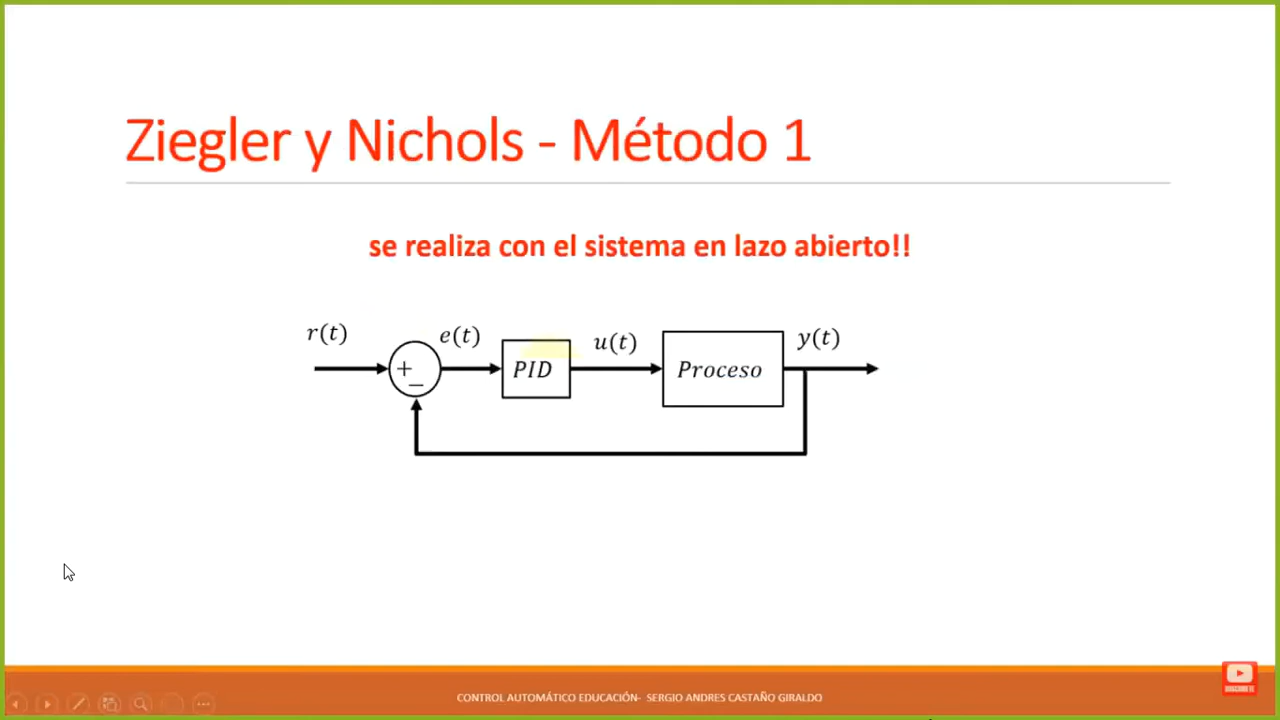 Ziegler y Nichols - Método 1
se realiza con el sistema en lazo abierto!!
r(t)
e(t)
u(t)
y(t)
+
−
PID
Proceso
CONTROL AUTOMÁTICO EDUCACIÓN- SERGIO ANDRES CASTAÑO GIRALDO